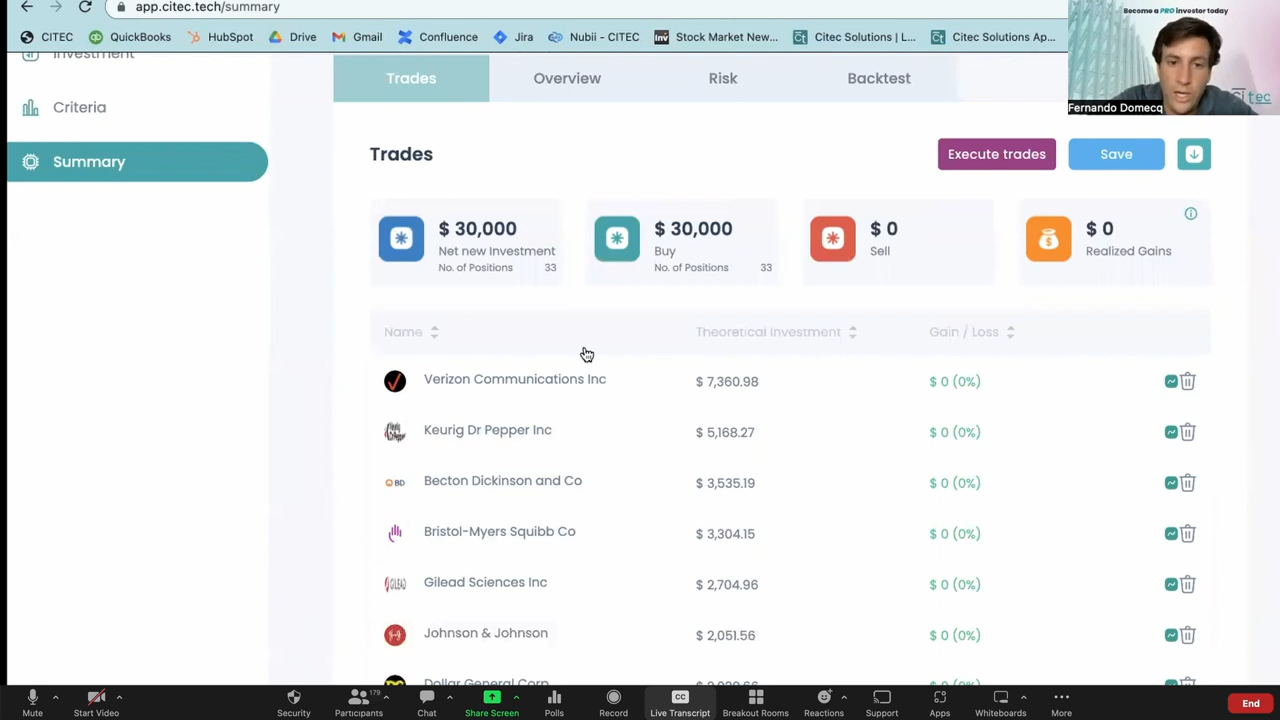 app.citec.tech/summary
Become a PRO investor today
CITEC
QuickBooks
HubSpot
Drive
Gmail
Confluence
Jira
Nubii - CITEC
Stock Market New...
Citec Solutions | L...
Citec Solutions Ap...
Investment
Criteria
Summary
Trades
Overview
Risk
Backtest
Fernando Domecq
Citec
Trades
Execute trades
Save
$ 30,000
Net new Investment
No. of Positions 33
$ 30,000
Buy
No. of Positions 33
$ 0
Sell
$ 0
Realized Gains
Name Theoretical Investment Gain / Loss
Verizon Communications Inc $ 7,360.98 $ 0 (0%)
Keurig Dr Pepper Inc $ 5,168.27 $ 0 (0%)
Becton Dickinson and Co $ 3,535.19 $ 0 (0%)
Bristol-Myers Squibb Co $ 3,304.15 $ 0 (0%)
Gilead Sciences Inc $ 2,704.96 $ 0 (0%)
Johnson & Johnson $ 2,051.56 $ 0 (0%)
Dollar General Corp
Mute
Start Video
Security
Participants 179
Chat
Share Screen
Polls
Record
CC Live Transcript
Breakout Rooms
Reactions
Support
Apps
Whiteboards
More
End